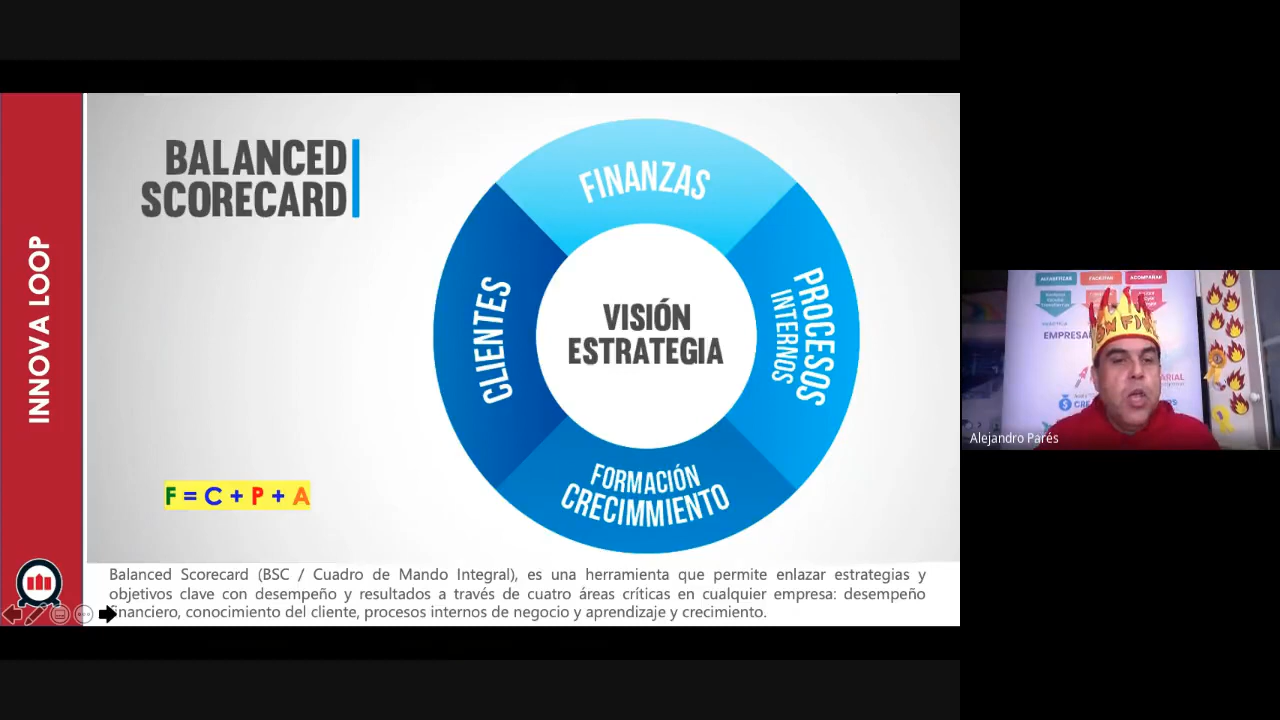 INNOVA LOOP
BALANCED
SCORECARD
FINANZAS
CLIENTES
VISIÓN
ESTRATEGIA
PROCESOS
INTERNOS
FORMACIÓN
CRECIMMIENTO
F = C + P + A
Balanced Scorecard (BSC / Cuadro de Mando Integral), es una herramienta que permite enlazar estrategias y
objetivos clave con desempeño y resultados a través de cuatro áreas críticas en cualquier empresa: desempeño
financiero, conocimiento del cliente, procesos internos de negocio y aprendizaje y crecimiento.
FACILITAR
ACOMPAÑAR
Alejandro Parés